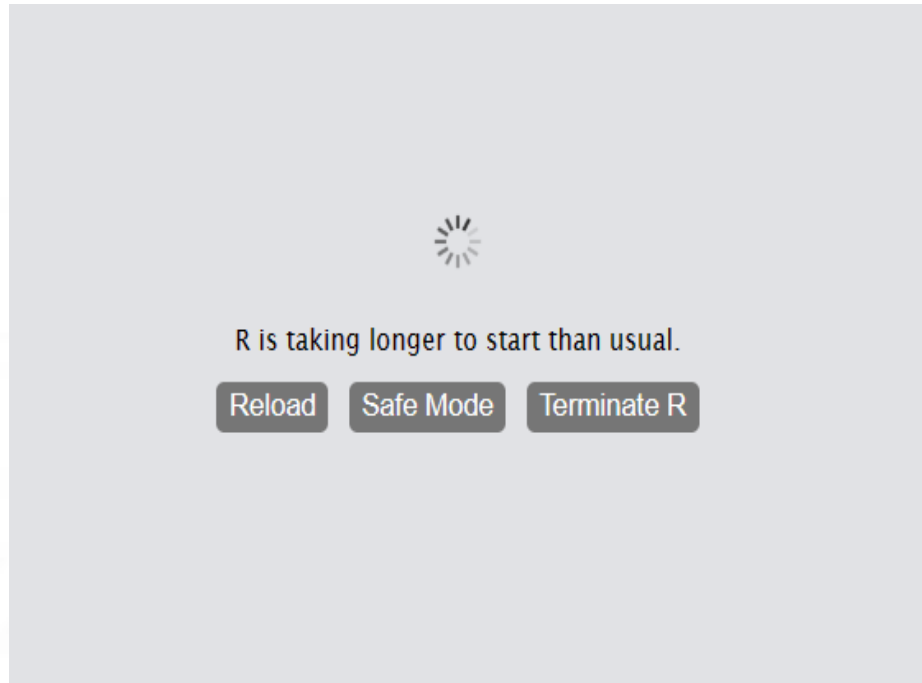 R is taking longer to start than usual.
Reload Safe Mode Terminate R